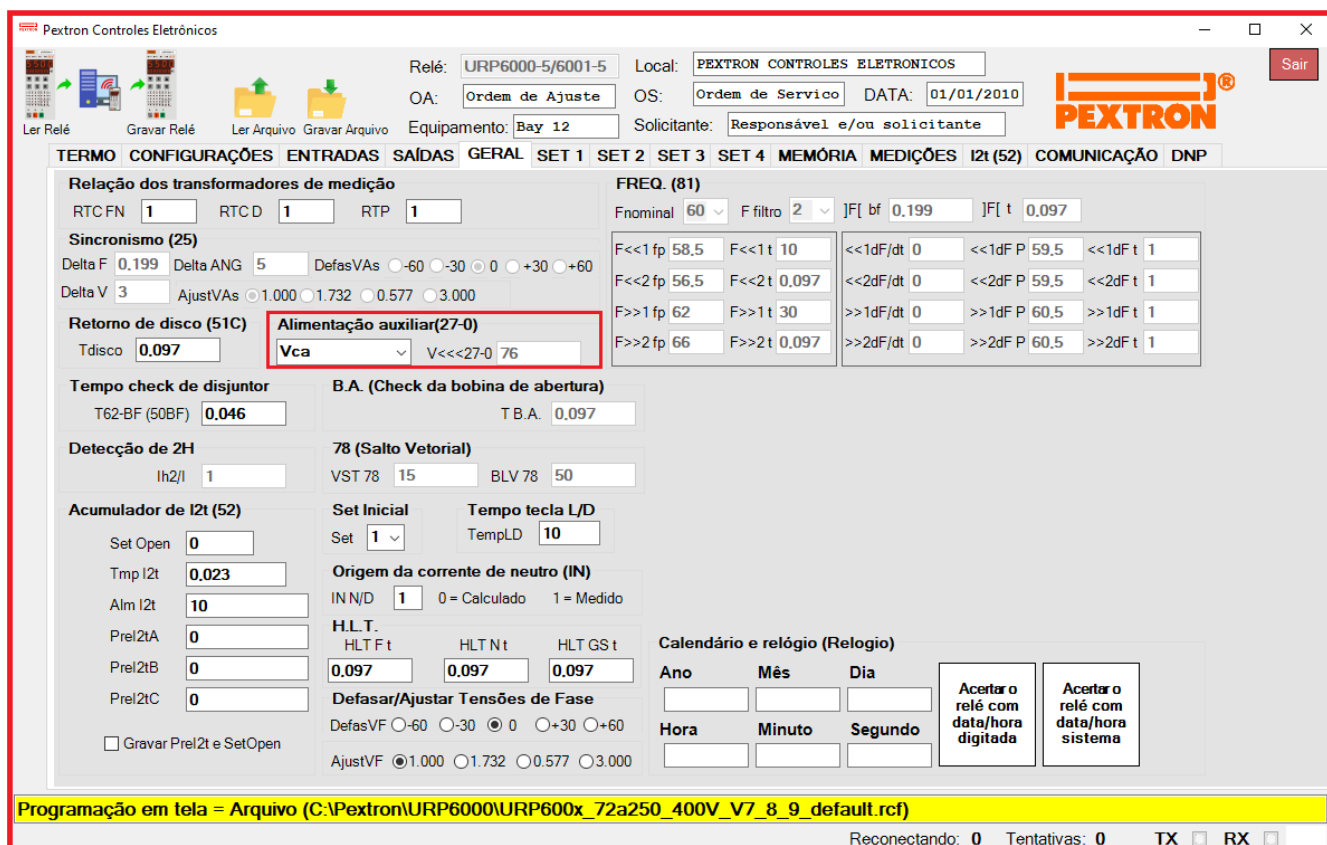 Pextron Controles Eletrônicos
Relé: URP6000-5/6001-5 Local: PEXTRON CONTROLES ELETRONICOS Sair
OA: Ordem de Ajuste OS: Ordem de Servico DATA: 01/01/2010
PEXTRON ®
Ler Relé Gravar Relé Ler Arquivo Gravar Arquivo Equipamento: Bay 12 Solicitante: Responsável e/ou solicitante
TERMO CONFIGURAÇÕES ENTRADAS SAÍDAS GERAL SET 1 SET 2 SET 3 SET 4 MEMÓRIA MEDIÇÕES I2t (52) COMUNICAÇÃO DNP
Relação dos transformadores de medição
RTC FN 1 RTC D 1 RTP 1
Sincronismo (25)
Delta F 0,199 Delta ANG 5 DefasVAs -60 -30 0 +30 +60
Delta V 3 AjustVAs 1.000 1.732 0.577 3.000
Retorno de disco (51C)
Tdisco 0,097
Alimentação auxiliar(27-0)
Vca V<<<27-0 76
FREQ. (81)
Fnominal 60 F filtro 2 ]F[ bf 0,199 ]F[ t 0,097
F<<1 fp 58,5 F<<1 t 10 <<1dF/dt 0 <<1dF P 59,5 <<1dF t 1
F<<2 fp 56,5 F<<2 t 0,097 <<2dF/dt 0 <<2dF P 59,5 <<2dF t 1
F>>1 fp 62 F>>1 t 30 >>1dF/dt 0 >>1dF P 60,5 >>1dF t 1
F>>2 fp 66 F>>2 t 0,097 >>2dF/dt 0 >>2dF P 60,5 >>2dF t 1
Tempo check de disjuntor
T62-BF (50BF) 0,046
B.A. (Check da bobina de abertura)
T B.A. 0,097
Detecção de 2H
Ih2/I 1
78 (Salto Vetorial)
VST 78 15 BLV 78 50
Acumulador de I2t (52)
Set Open 0
Tmp I2t 0,023
Alm I2t 10
PreI2tA 0
PreI2tB 0
PreI2tC 0
Gravar PreI2t e SetOpen
Set Inicial
Set 1
Tempo tecla L/D
TempLD 10
Origem da corrente de neutro (IN)
IN N/D 1 0 = Calculado 1 = Medido
H.L.T.
HLT F t HLT N t HLT GS t
0,097 0,097 0,097
Defasar/Ajustar Tensões de Fase
DefasVF -60 -30 0 +30 +60
AjustVF 1.000 1.732 0.577 3.000
Calendário e relógio (Relogio)
Ano Mês Dia
Hora Minuto Segundo
Acertar o
relé com
data/hora
digitada
Acertar o
relé com
data/hora
sistema
Programação em tela = Arquivo (C:\Pextron\URP6000\URP600x_72a250_400V_V7_8_9_default.rcf)
Reconectando: 0 Tentativas: 0 TX RX